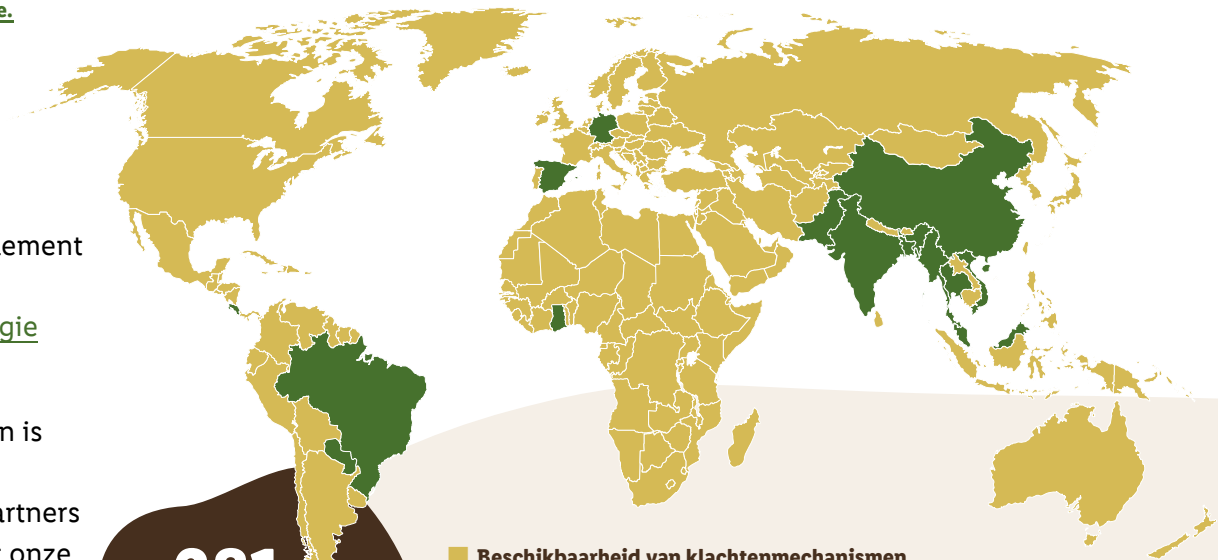 e.
ement
gie
n is
artners
onze
Beschikbaarheid van klachtenmechanismen